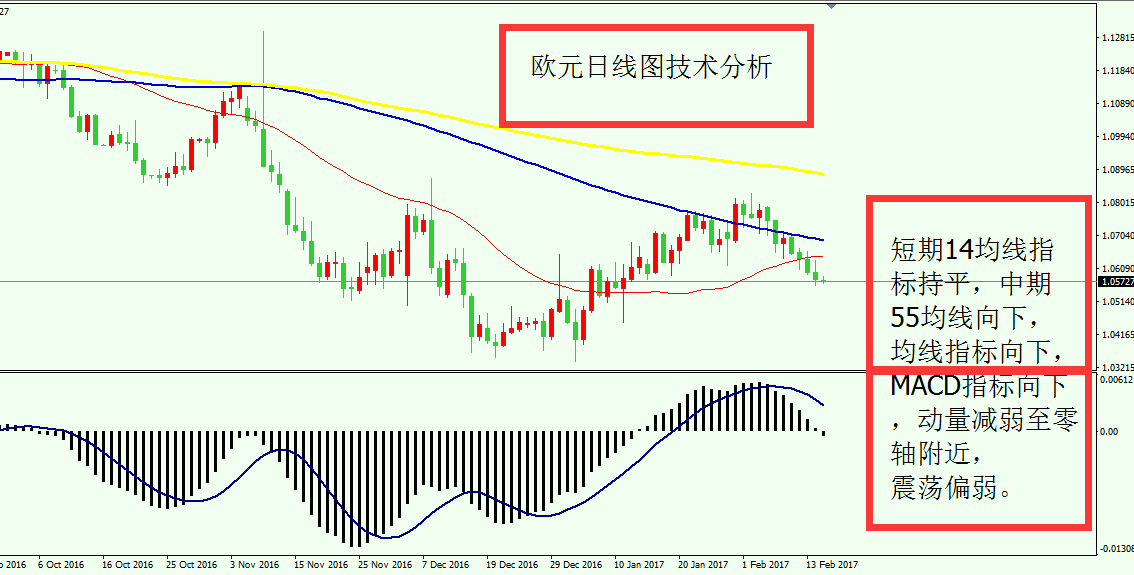 27
欧元日线图技术分析
1.12815
1.11840
1.10890
1.09940
1.08965
1.08015
1.07040
1.06090
1.05727
1.05140
1.04165
1.03215
短期14均线指
标持平，中期
55均线向下，
均线指标向下，
MACD指标向下
，动量减弱至零
轴附近，
震荡偏弱。
0.00612
0.00
-0.01308
p 2016 6 Oct 2016 16 Oct 2016 25 Oct 2016 3 Nov 2016 15 Nov 2016 25 Nov 2016 7 Dec 2016 19 Dec 2016 29 Dec 2016 10 Jan 2017 20 Jan 2017 1 Feb 2017 13 Feb 2017